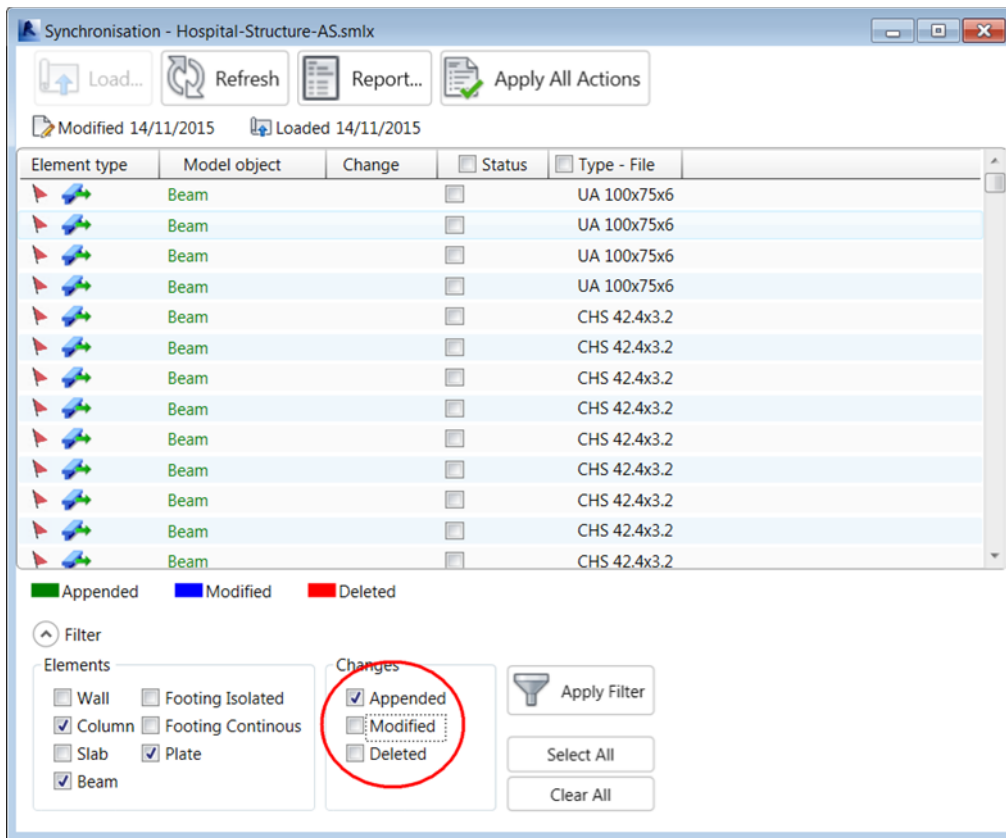 Synchronisation - Hospital-Structure-AS.smlx
Load... Refresh Report... Apply All Actions
Modified 14/11/2015 Loaded 14/11/2015
Element type Model object Change Status Type - File
Beam UA 100x75x6
Beam UA 100x75x6
Beam UA 100x75x6
Beam UA 100x75x6
Beam CHS 42.4x3.2
Beam CHS 42.4x3.2
Beam CHS 42.4x3.2
Beam CHS 42.4x3.2
Beam CHS 42.4x3.2
Beam CHS 42.4x3.2
Beam CHS 42.4x3.2
Beam CHS 42.4x3.2
Beam CHS 42.4x3.2
Appended Modified Deleted
Filter
Elements
Wall Footing Isolated
Column Footing Continous
Slab Plate
Beam
Changes
Appended
Modified
Deleted
Apply Filter
Select All
Clear All